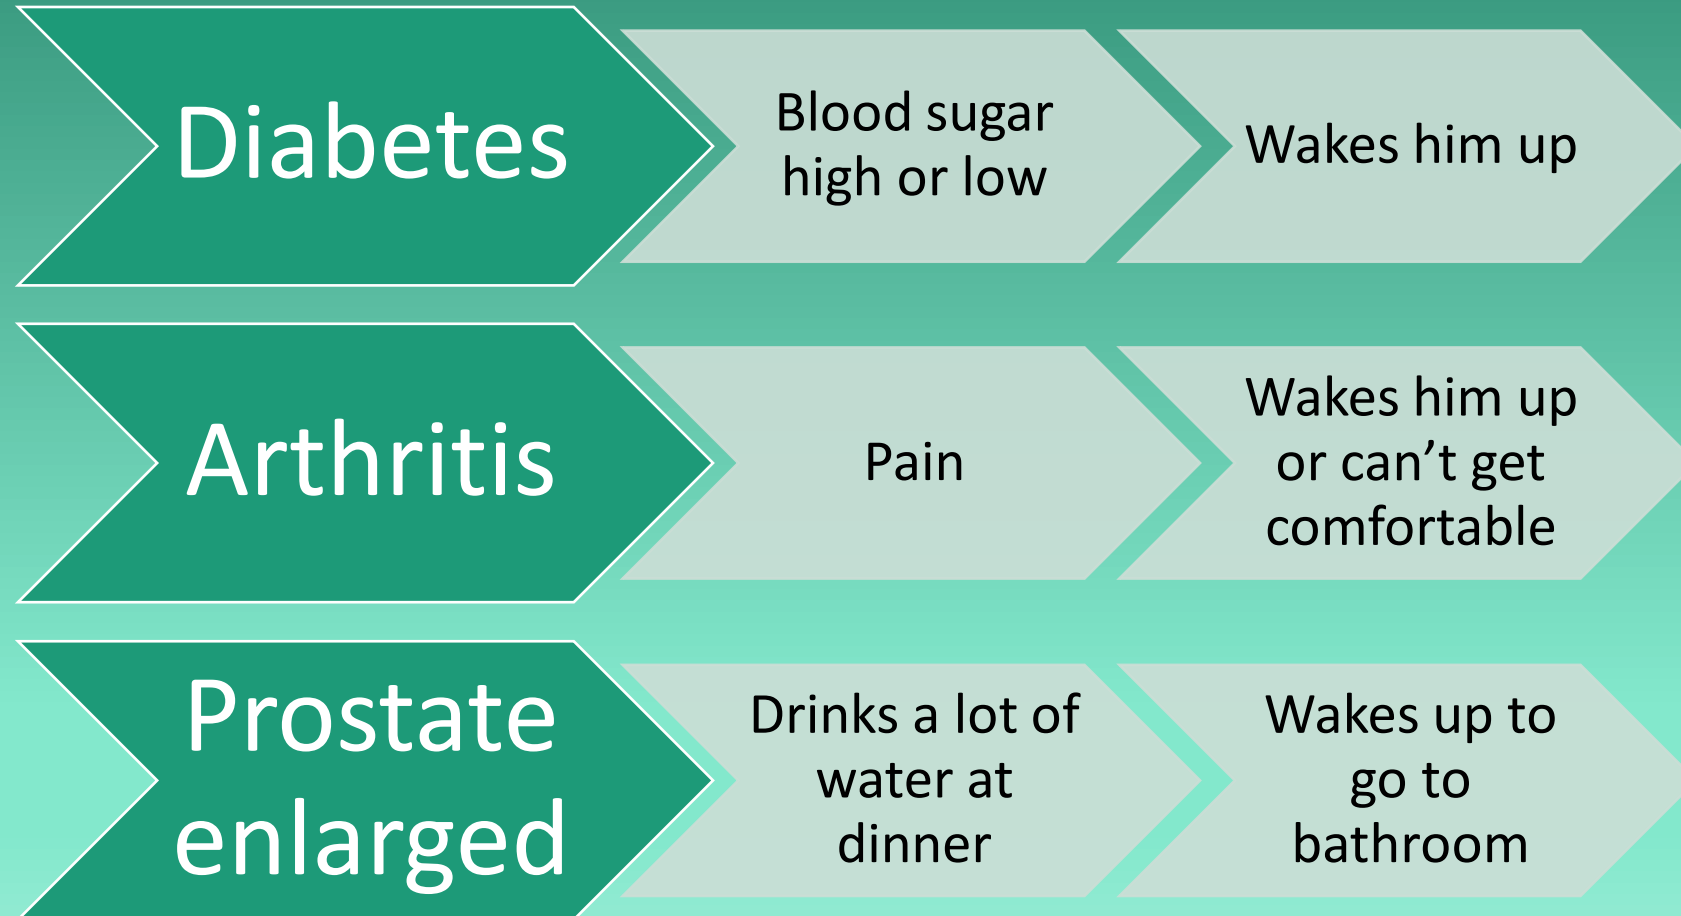 Diabetes
Blood sugar
high or low
Wakes him up
Arthritis
Pain
Wakes him up
or can’t get
comfortable
Prostate
enlarged
Drinks a lot of
water at
dinner
Wakes up to
go to
bathroom